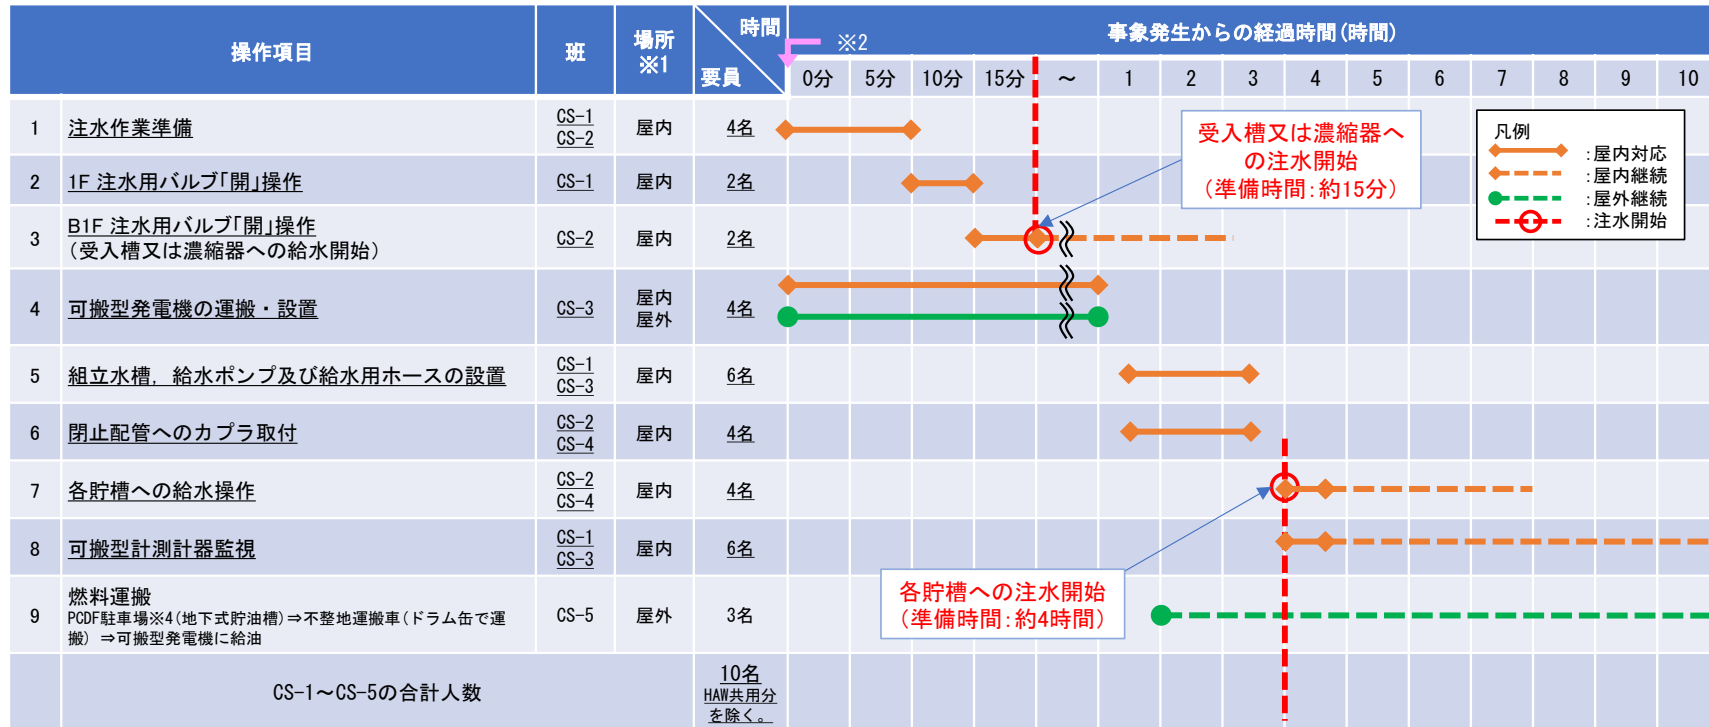 操作項目
班
場所
※1
時間
要員
※2
事象発生からの経過時間(時間)
0分 5分 10分 15分 ～ 1 2 3 4 5 6 7 8 9 10
1 注水作業準備 CS-1 CS-2 屋内 4名
2 1F 注水用バルブ「開」操作 CS-1 屋内 2名
3 B1F 注水用バルブ「開」操作
(受入槽又は濃縮器への給水開始) CS-2 屋内 2名
4 可搬型発電機の運搬・設置 CS-3 屋内 屋外 4名
5 組立水槽，給水ポンプ及び給水用ホースの設置 CS-1 CS-3 屋内 6名
6 閉止配管へのカプラ取付 CS-2 CS-4 屋内 4名
7 各貯槽への給水操作 CS-2 CS-4 屋内 4名
8 可搬型計測計器監視 CS-1 CS-3 屋内 6名
9 燃料運搬
PCDF駐車場※4(地下式貯油槽)⇒不整地運搬車(ドラム缶で運
搬) ⇒可搬型発電機に給油 CS-5 屋外 3名
CS-1～CS-5の合計人数
10名
HAW共用分
を除く。
受入槽又は濃縮器へ
の注水開始
(準備時間:約15分)
各貯槽への注水開始
(準備時間:約4時間)
凡例
:屋内対応
:屋内継続
:屋外継続
:注水開始